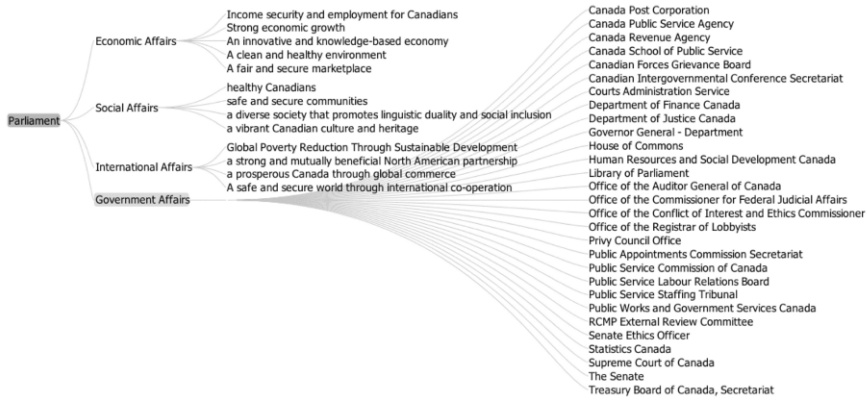 Parliament
Economic Affairs
Income security and employment for Canadians
Strong economic growth
An innovative and knowledge-based economy
A clean and healthy environment
A fair and secure marketplace
Social Affairs
healthy Canadians
safe and secure communities
a diverse society that promotes linguistic duality and social inclusion
a vibrant Canadian culture and heritage
International Affairs
Global Poverty Reduction Through Sustainable Development
a strong and mutually beneficial North American partnership
a prosperous Canada through global commerce
A safe and secure world through international co-operation
Government Affairs
Canada Post Corporation
Canada Public Service Agency
Canada Revenue Agency
Canada School of Public Service
Canadian Forces Grievance Board
Canadian Intergovernmental Conference Secretariat
Courts Administration Service
Department of Finance Canada
Department of Justice Canada
Governor General - Department
House of Commons
Human Resources and Social Development Canada
Library of Parliament
Office of the Auditor General of Canada
Office of the Commissioner for Federal Judicial Affairs
Office of the Conflict of Interest and Ethics Commissioner
Office of the Registrar of Lobbyists
Privy Council Office
Public Appointments Commission Secretariat
Public Service Commission of Canada
Public Service Labour Relations Board
Public Service Staffing Tribunal
Public Works and Government Services Canada
RCMP External Review Committee
Senate Ethics Officer
Statistics Canada
Supreme Court of Canada
The Senate
Treasury Board of Canada, Secretariat